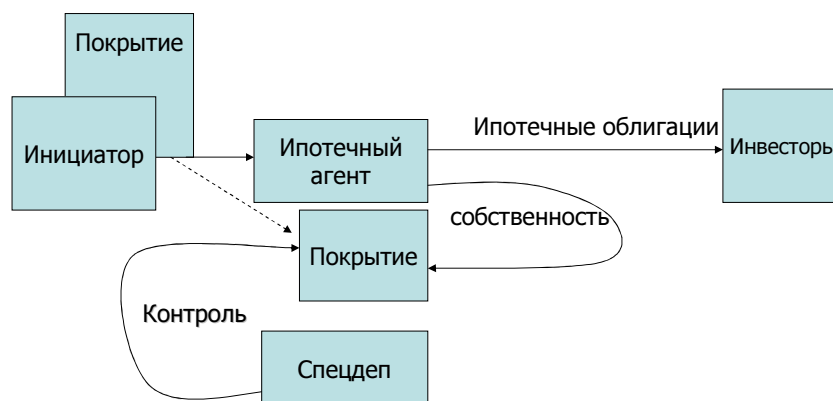 Покрытие
Инициатор
Ипотечный
агент
Ипотечные облигации
Инвесторы
собственность
Покрытие
Контроль
Спецдеп